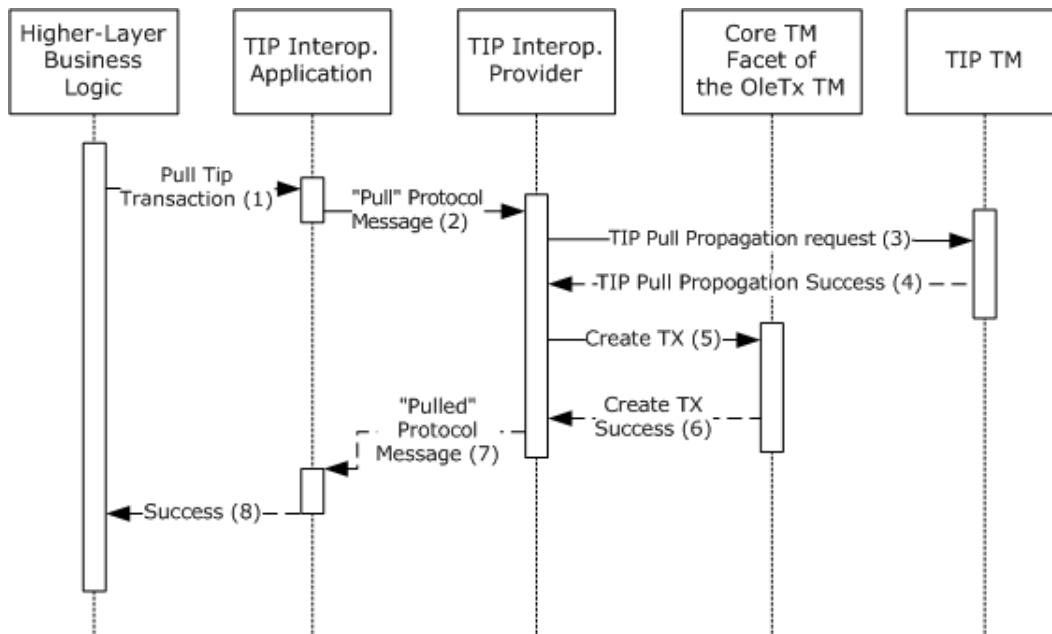 Higher-Layer
Business
Logic
TIP Interop.
Application
TIP Interop.
Provider
Core TM
Facet of
the OleTx TM
TIP TM
Pull Tip
Transaction (1)
"Pull" Protocol
Message (2)
TIP Pull Propagation request (3)
TIP Pull Propogation Success (4)
Create TX (5)
Create TX
Success (6)
"Pulled"
Protocol
Message (7)
Success (8)